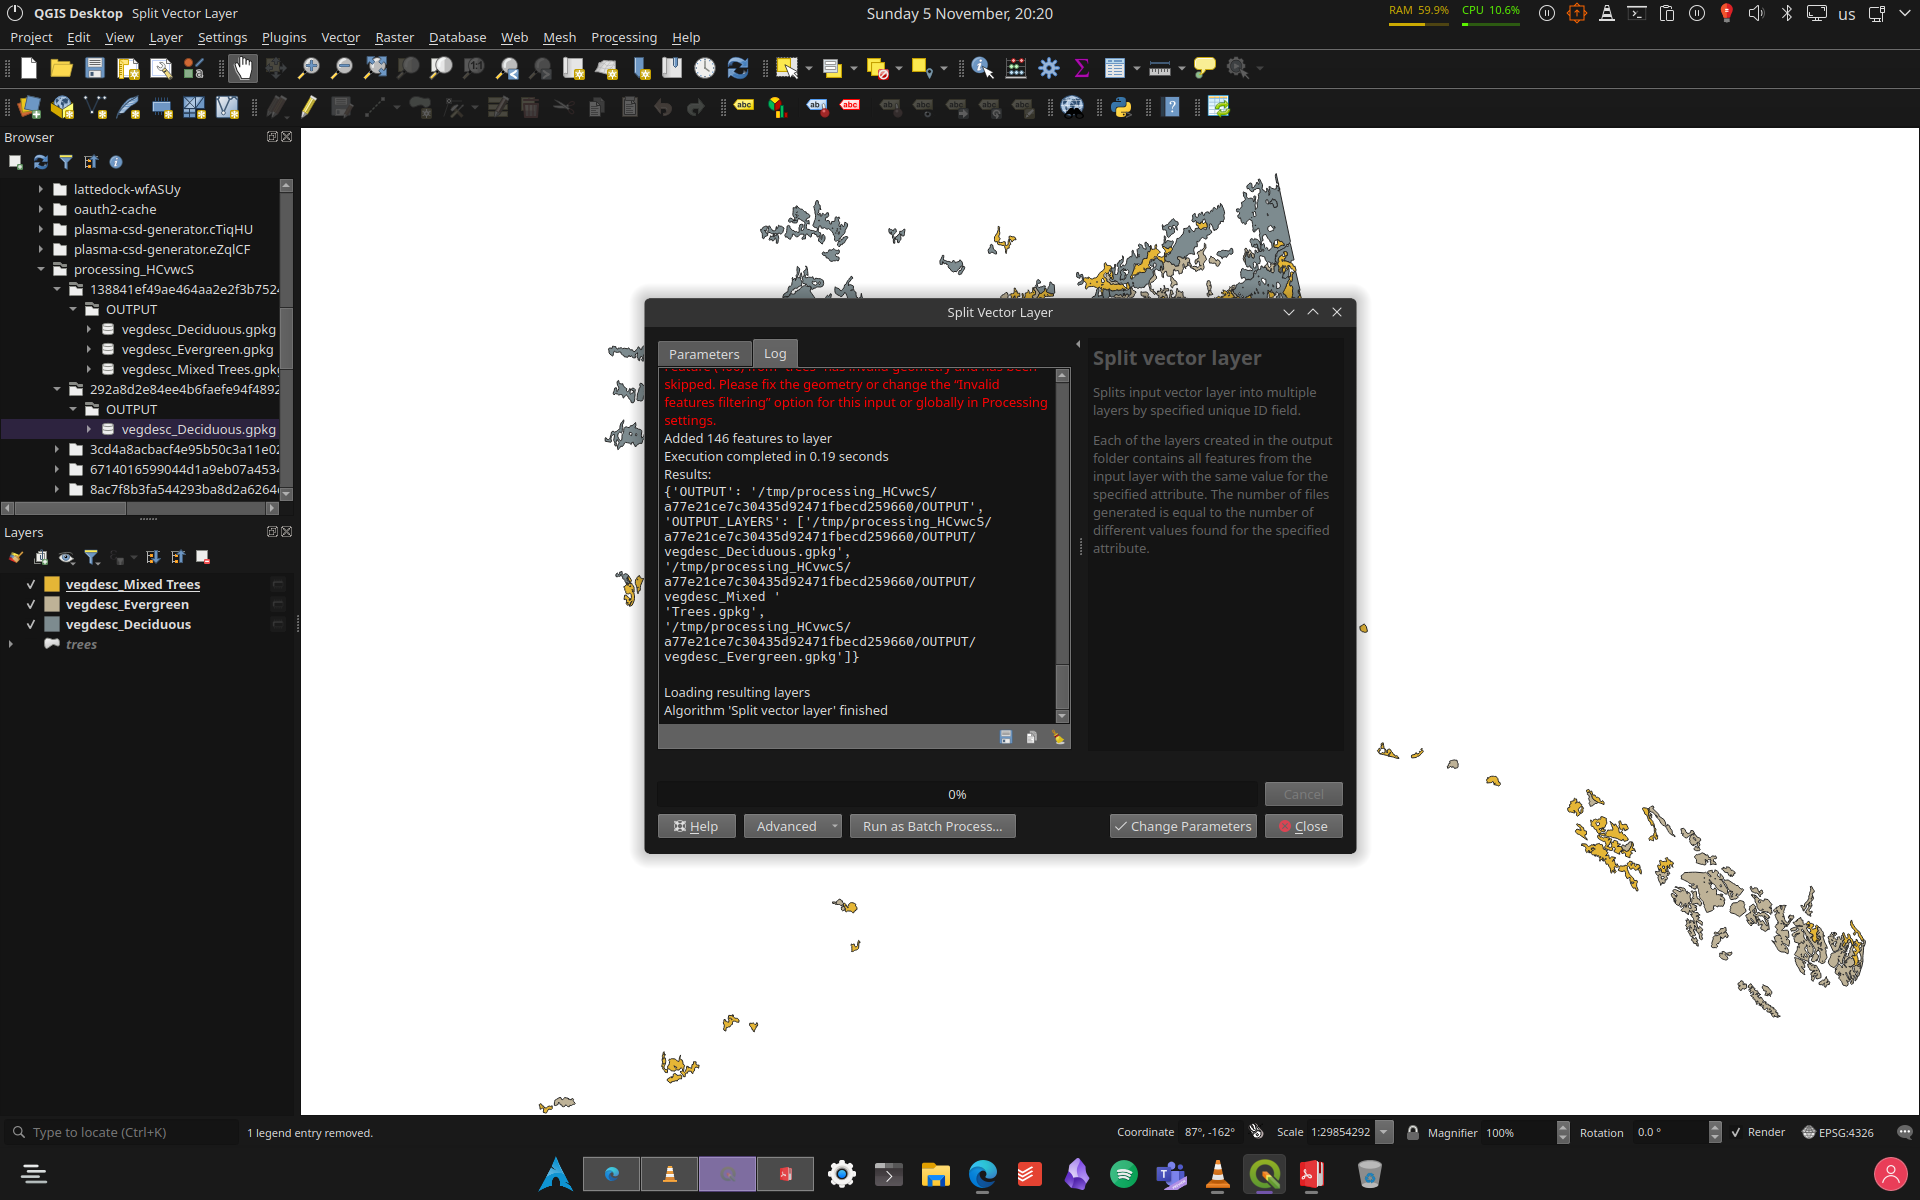 QGIS Desktop Split Vector Layer
Sunday 5 November, 20:20
RAM 59.9% CPU 10.6%
us
Project Edit View Layer Settings Plugins Vector Raster Database Web Mesh Processing Help
Browser
lattedock-wfASUy
oauth2-cache
plasma-csd-generator.cTiqHU
plasma-csd-generator.eZqlCF
processing_HCvwcS
138841ef49ae464aa2e2f3b752
OUTPUT
vegdesc_Deciduous.gpkg
vegdesc_Evergreen.gpkg
vegdesc_Mixed Trees.gpkg
292a8d2e84ee4b6faefe94f4892
OUTPUT
vegdesc_Deciduous.gpkg
3cd4a8acbacf4e95b50c3a11e0
6714016599044d1a9eb07a453
8ac7f8b3fa544293ba8d2a6264
Layers
vegdesc_Mixed Trees
vegdesc_Evergreen
vegdesc_Deciduous
trees
Split Vector Layer
Parameters Log
skipped. Please fix the geometry or change the “Invalid
features filtering” option for this input or globally in Processing
settings.
Added 146 features to layer
Execution completed in 0.19 seconds
Results:
{'OUTPUT': '/tmp/processing_HCvwcS/
a77e21ce7c30435d92471fbecd259660/OUTPUT',
'OUTPUT_LAYERS': ['/tmp/processing_HCvwcS/
a77e21ce7c30435d92471fbecd259660/OUTPUT/
vegdesc_Deciduous.gpkg',
'/tmp/processing_HCvwcS/
a77e21ce7c30435d92471fbecd259660/OUTPUT/
vegdesc_Mixed '
'Trees.gpkg',
'/tmp/processing_HCvwcS/
a77e21ce7c30435d92471fbecd259660/OUTPUT/
vegdesc_Evergreen.gpkg']}
Loading resulting layers
Algorithm 'Split vector layer' finished
Split vector layer
Splits input vector layer into multiple
layers by specified unique ID field.
Each of the layers created in the output
folder contains all features from the
input layer with the same value for the
specified attribute. The number of files
generated is equal to the number of
different values found for the specified
attribute.
0%
Cancel
Help Advanced Run as Batch Process... Change Parameters Close
Type to locate (Ctrl+K) 1 legend entry removed. Coordinate 87°, -162° Scale 1:29854292 Magnifier 100% Rotation 0.0 ° Render EPSG:4326